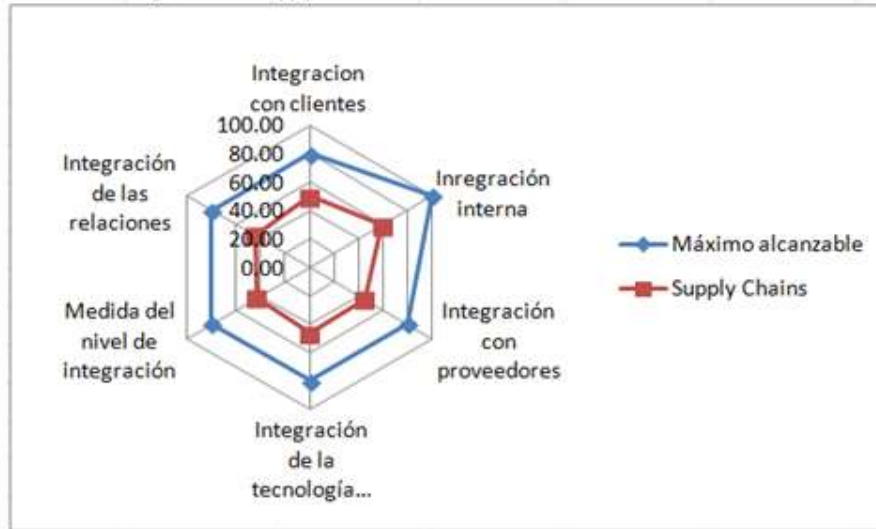 Integracion
con clientes
100.00
80.00
60.00
40.00
20.00
0.00
Inregración
interna
Integración
con
proveedores
Integración
de la
tecnología...
Medida del
nivel de
integración
Integración
de las
relaciones
Máximo alcanzable
Supply Chains